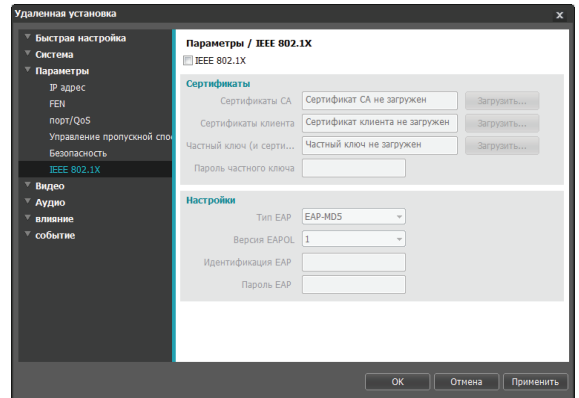 Удаленная установка
x
Быстрая настройка
Система
Параметры
IP адрес
FEN
порт/QoS
Управление пропускной спос
Безопасность
IEEE 802.1X
Видео
Аудио
влияние
событие
Параметры / IEEE 802.1X
IEEE 802.1X
Сертификаты
Сертификаты CA Сертификат CA не загружен Загрузить...
Сертификаты клиента Сертификат клиента не загружен Загрузить...
Частный ключ (и серти... Частный ключ не загружен Загрузить...
Пароль частного ключа
Настройки
Тип EAP EAP-MD5
Версия EAPOL 1
Идентификация EAP
Пароль EAP
OK Отмена Применить